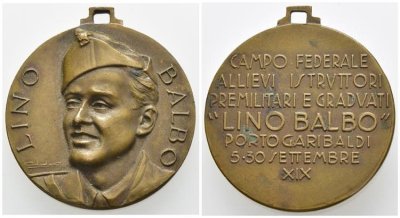 LINO BALBO
CAMPO FEDERALE
ALLIEVI ISTRUTTORI
PREMILITARI E GRADUATI
"LINO BALBO"
PORTO GARIBALDI
5-30 SETTEMBRE
XIX